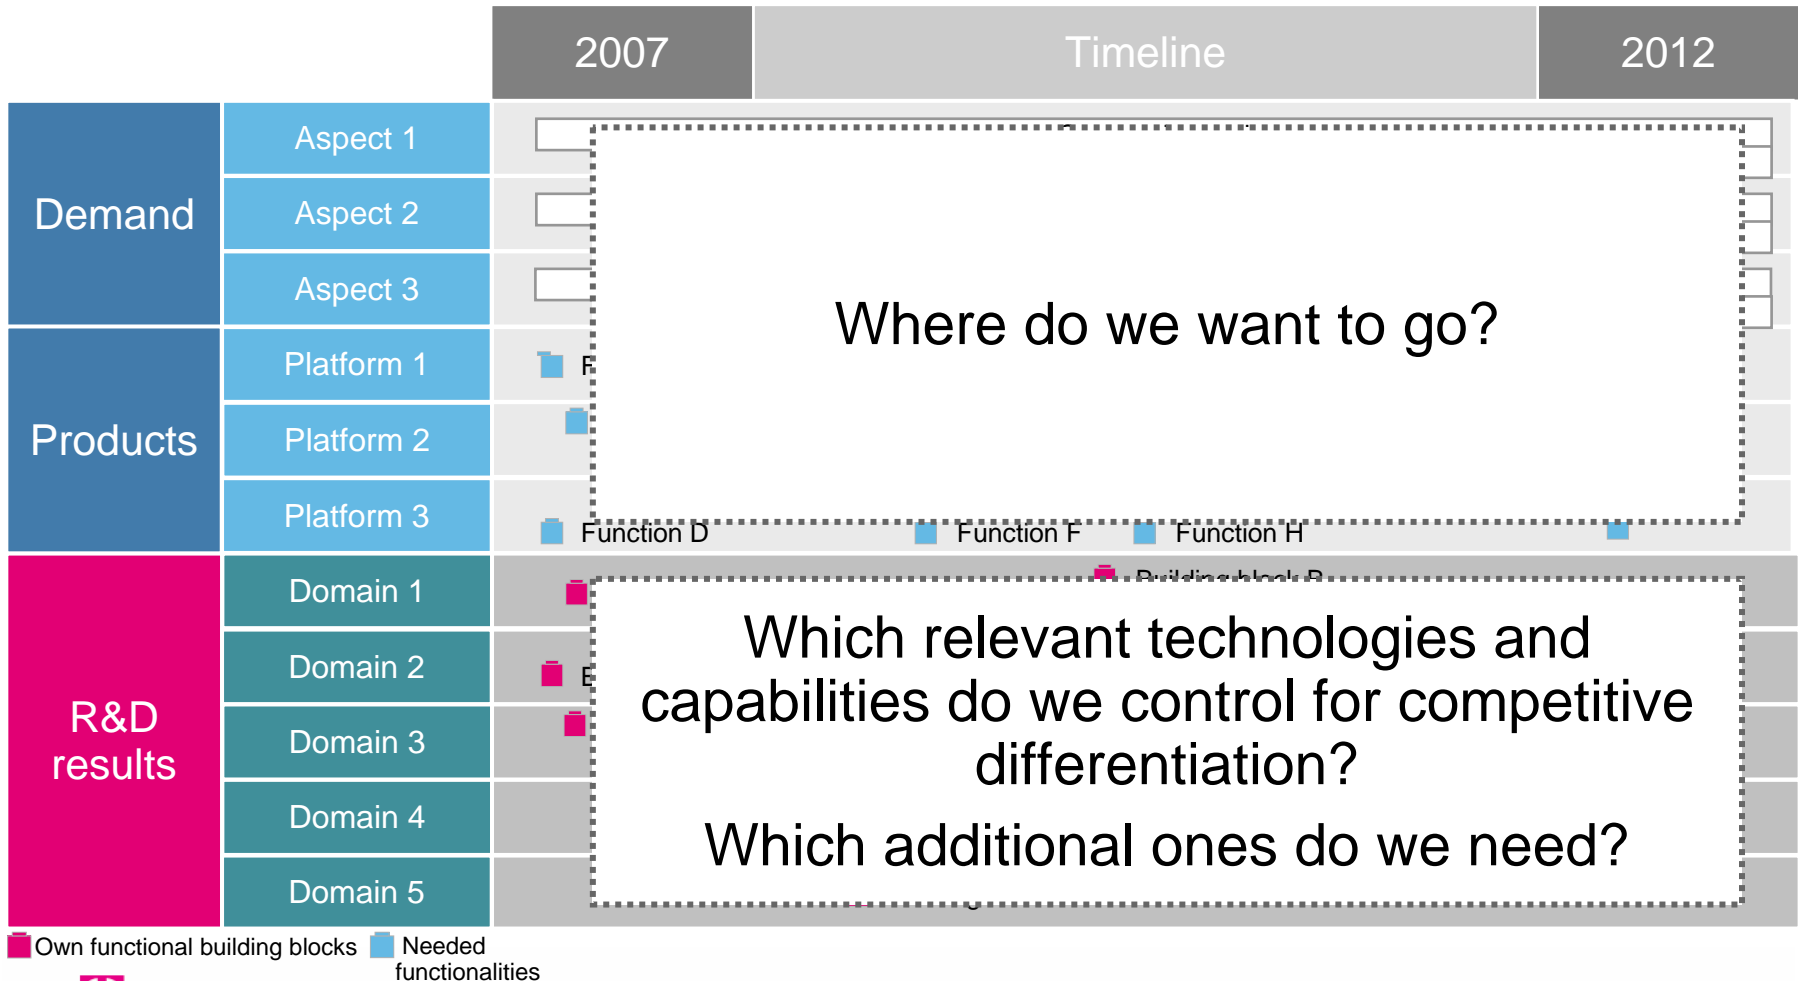 2007 Timeline 2012
Demand
Aspect 1
Aspect 2
Aspect 3
Where do we want to go?
Products
Platform 1
Platform 2
Platform 3
Function D Function F Function H
R&D
results
Domain 1
Building block B
Domain 2
Domain 3
Domain 4
Domain 5
Which relevant technologies and
capabilities do we control for competitive
differentiation?
Which additional ones do we need?
Own functional building blocks Needed
functionalities